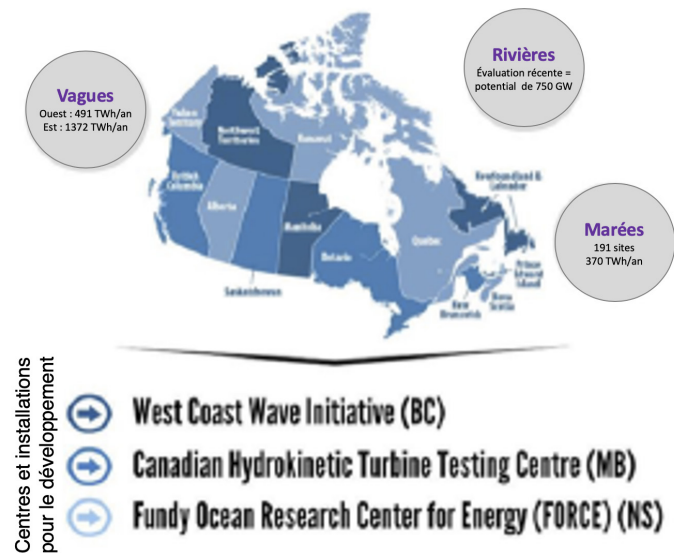 Rivières
Évaluation récente =
potential de 750 GW
Vagues
Ouest : 491 TWh/an
Est : 1372 TWh/an
Yukon
Territory
Northwest
Territories
Nunavut
British
Columbia
Alberta
Saskatchewan
Manitoba
Ontario
Quebec
Newfoundland &
Labrador
Prince
Edward
Island
Nova
Scotia
New
Brunswick
Marées
191 sites
370 TWh/an
Centres et installations
pour le développement
West Coast Wave Initiative (BC)
Canadian Hydrokinetic Turbine Testing Centre (MB)
Fundy Ocean Research Center for Energy (FORCE) (NS)